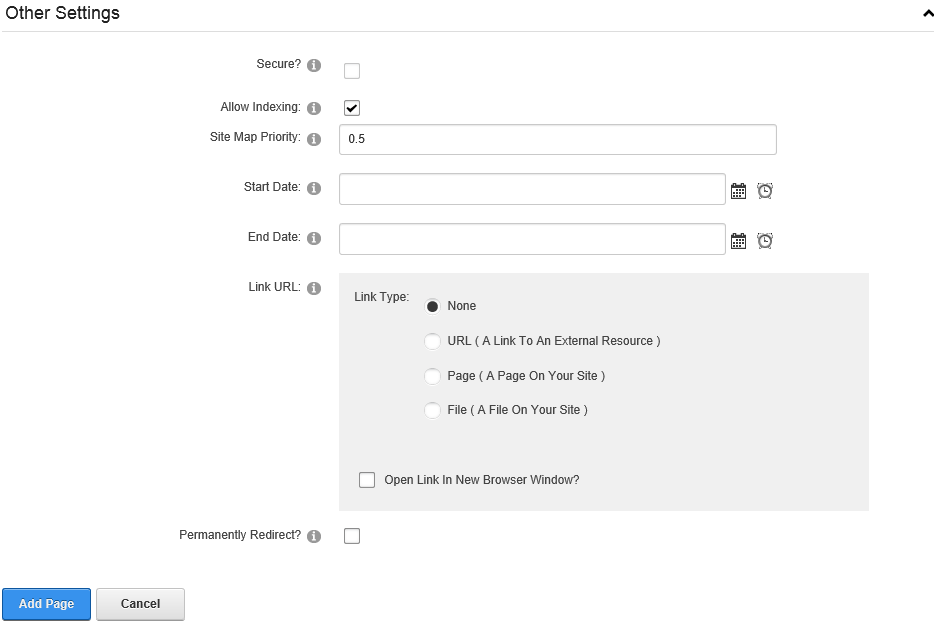 Other Settings
Secure?
Allow Indexing:
Site Map Priority: 0.5
Start Date:
End Date:
Link URL:
Link Type:
None
URL ( A Link To An External Resource )
Page ( A Page On Your Site )
File ( A File On Your Site )
Open Link In New Browser Window?
Permanently Redirect?
Add Page Cancel